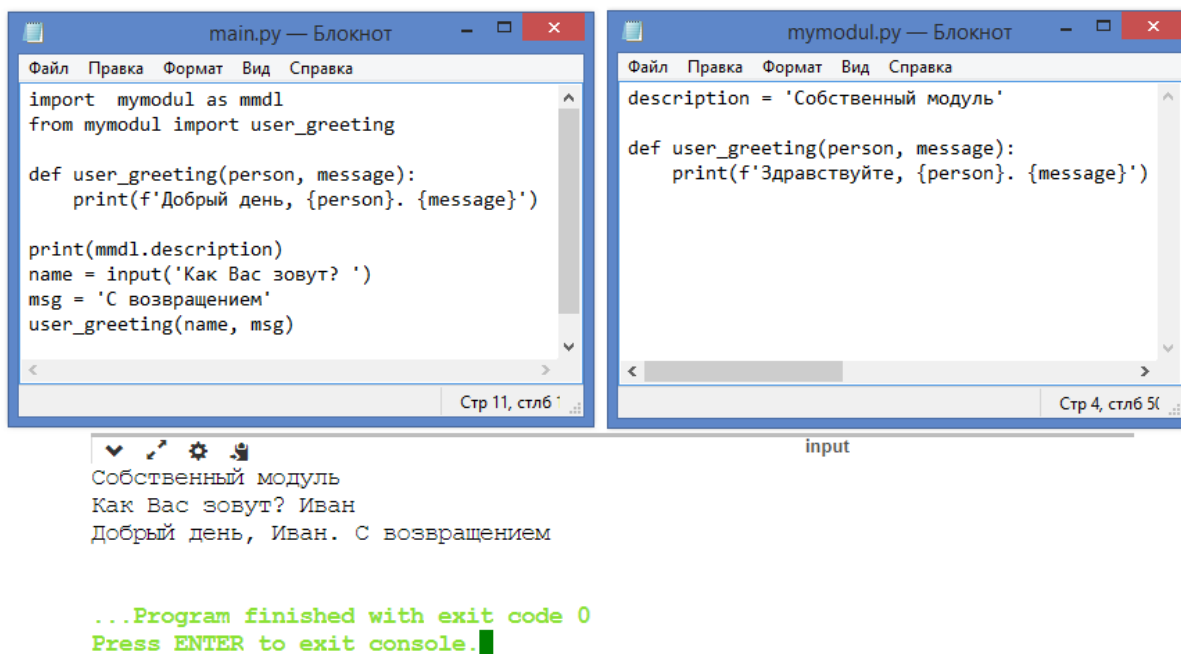 main.py — Блокнот
Файл Правка Формат Вид Справка
import  mymodul as mmdl
from mymodul import user_greeting
def user_greeting(person, message):
    print(f'Добрый день, {person}. {message}')
print(mmdl.description)
name = input('Как Вас зовут? ')
msg = 'С возвращением'
user_greeting(name, msg)
Стр 11, стлб
mymodul.py — Блокнот
Файл Правка Формат Вид Справка
description = 'Собственный модуль'
def user_greeting(person, message):
    print(f'Здравствуйте, {person}. {message}')
Стр 4, стлб 50
input
Собственный модуль
Как Вас зовут? Иван
Добрый день, Иван. С возвращением
...Program finished with exit code 0
Press ENTER to exit console.